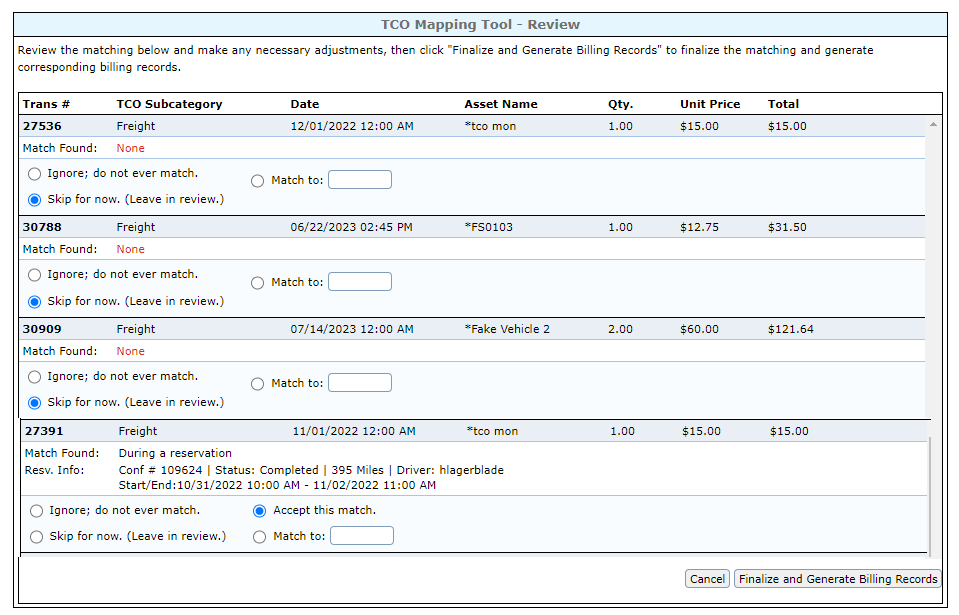 TCO Mapping Tool - Review
Review the matching below and make any necessary adjustments, then click "Finalize and Generate Billing Records" to finalize the matching and generate
corresponding billing records.
Trans # TCO Subcategory Date Asset Name Qty. Unit Price Total
27536 Freight 12/01/2022 12:00 AM *tco mon 1.00 $15.00 $15.00
Match Found: None
Ignore; do not ever match.
Match to:
Skip for now. (Leave in review.)
30788 Freight 06/22/2023 02:45 PM *FS0103 1.00 $12.75 $31.50
Match Found: None
Ignore; do not ever match.
Match to:
Skip for now. (Leave in review.)
30909 Freight 07/14/2023 12:00 AM *Fake Vehicle 2 2.00 $60.00 $121.64
Match Found: None
Ignore; do not ever match.
Match to:
Skip for now. (Leave in review.)
27391 Freight 11/01/2022 12:00 AM *tco mon 1.00 $15.00 $15.00
Match Found: During a reservation
Resv. Info: Conf # 109624 | Status: Completed | 395 Miles | Driver: hlagerblade
Start/End:10/31/2022 10:00 AM - 11/02/2022 11:00 AM
Ignore; do not ever match. Accept this match.
Skip for now. (Leave in review.) Match to:
Cancel Finalize and Generate Billing Records